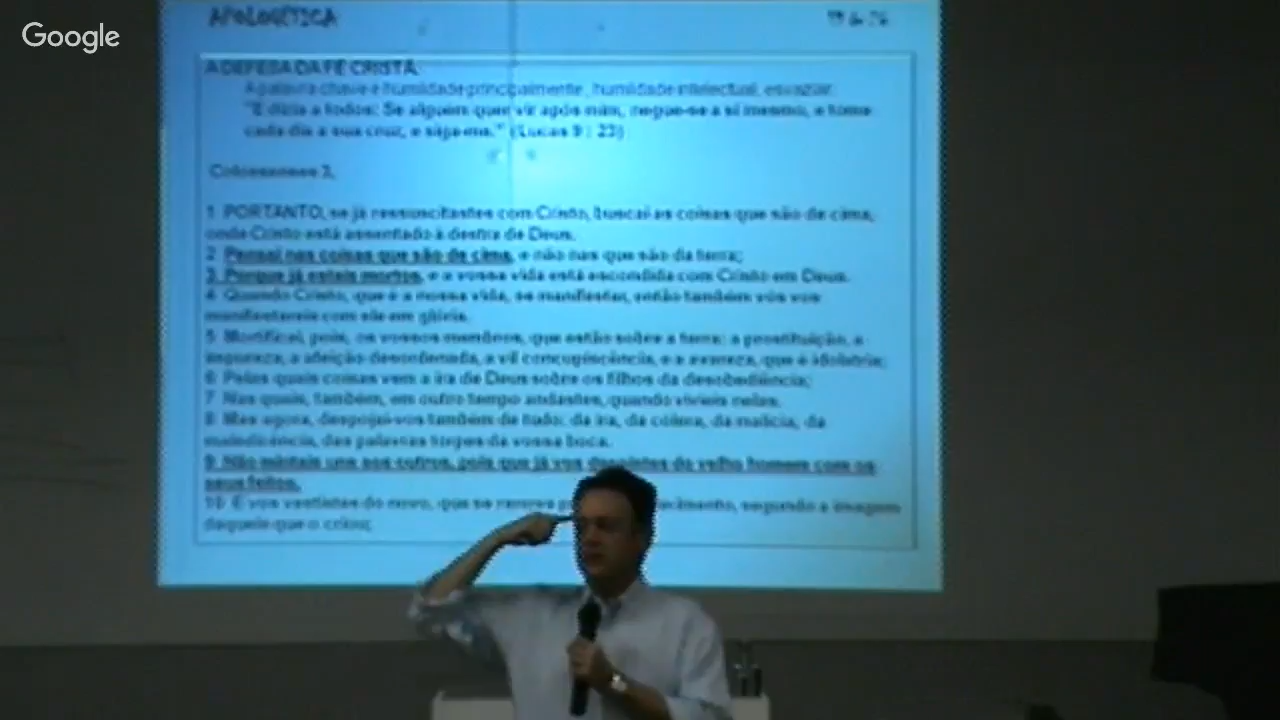 Google
APOLOGÉTICA
A DEFESA DA FÉ CRISTÃ.
A palavra chave é humildade principalmente, humildade intelectual, esvaziar.
"E dizia a todos: Se alguém quer vir após mim, negue-se a si mesmo, e tome
cada dia a sua cruz, e siga-me." (Lucas 9 : 23)
Colossenses 3,
1 PORTANTO, se já ressuscitastes com Cristo, buscai as coisas que são de cima,
onde Cristo está assentado à destra de Deus.
2 Pensai nas coisas que são de cima, e não nas que são da terra;
3 Porque já estais mortos, e a vossa vida está escondida com Cristo em Deus.
4 Quando Cristo, que é a nossa vida, se manifestar, então também vós vos
manifestareis com ele em glória.
5 Mortificai, pois, os vossos membros, que estão sobre a terra: a prostituição, a
impureza, a afeição desordenada, a vil concupiscência, e a avareza, que é idolatria;
6 Pelas quais coisas vem a ira de Deus sobre os filhos da desobediência;
7 Nas quais, também, em outro tempo andastes, quando vivíeis nelas.
8 Mas agora, despojai-vos também de tudo: da ira, da cólera, da malícia, da
maledicência, das palavras torpes da vossa boca.
9 Não mintais uns aos outros, pois que já vos despistes do velho homem com os
seus feitos,
10 E vos vestistes do novo, que se renova segundo a imagem
daquele que o criou;